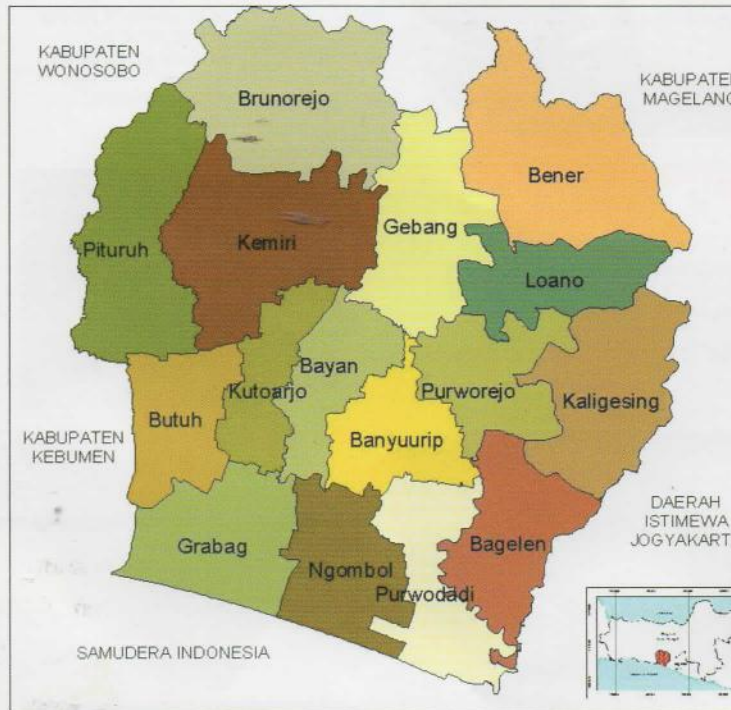 KABUPATEN
WONOSOBO
KABUPATEN
MAGELANG
Brunorejo
Bener
Gebang
Pituruh
Kemiri
Loano
Bayan
Kutoarjo
Purworejo
Kaligesing
Butuh
Banyuurip
KABUPATEN
KEBUMEN
DAERAH
ISTIMEWA
JOGYAKART
Grabag
Ngombol
Bagelen
Purwodadi
SAMUDERA INDONESIA